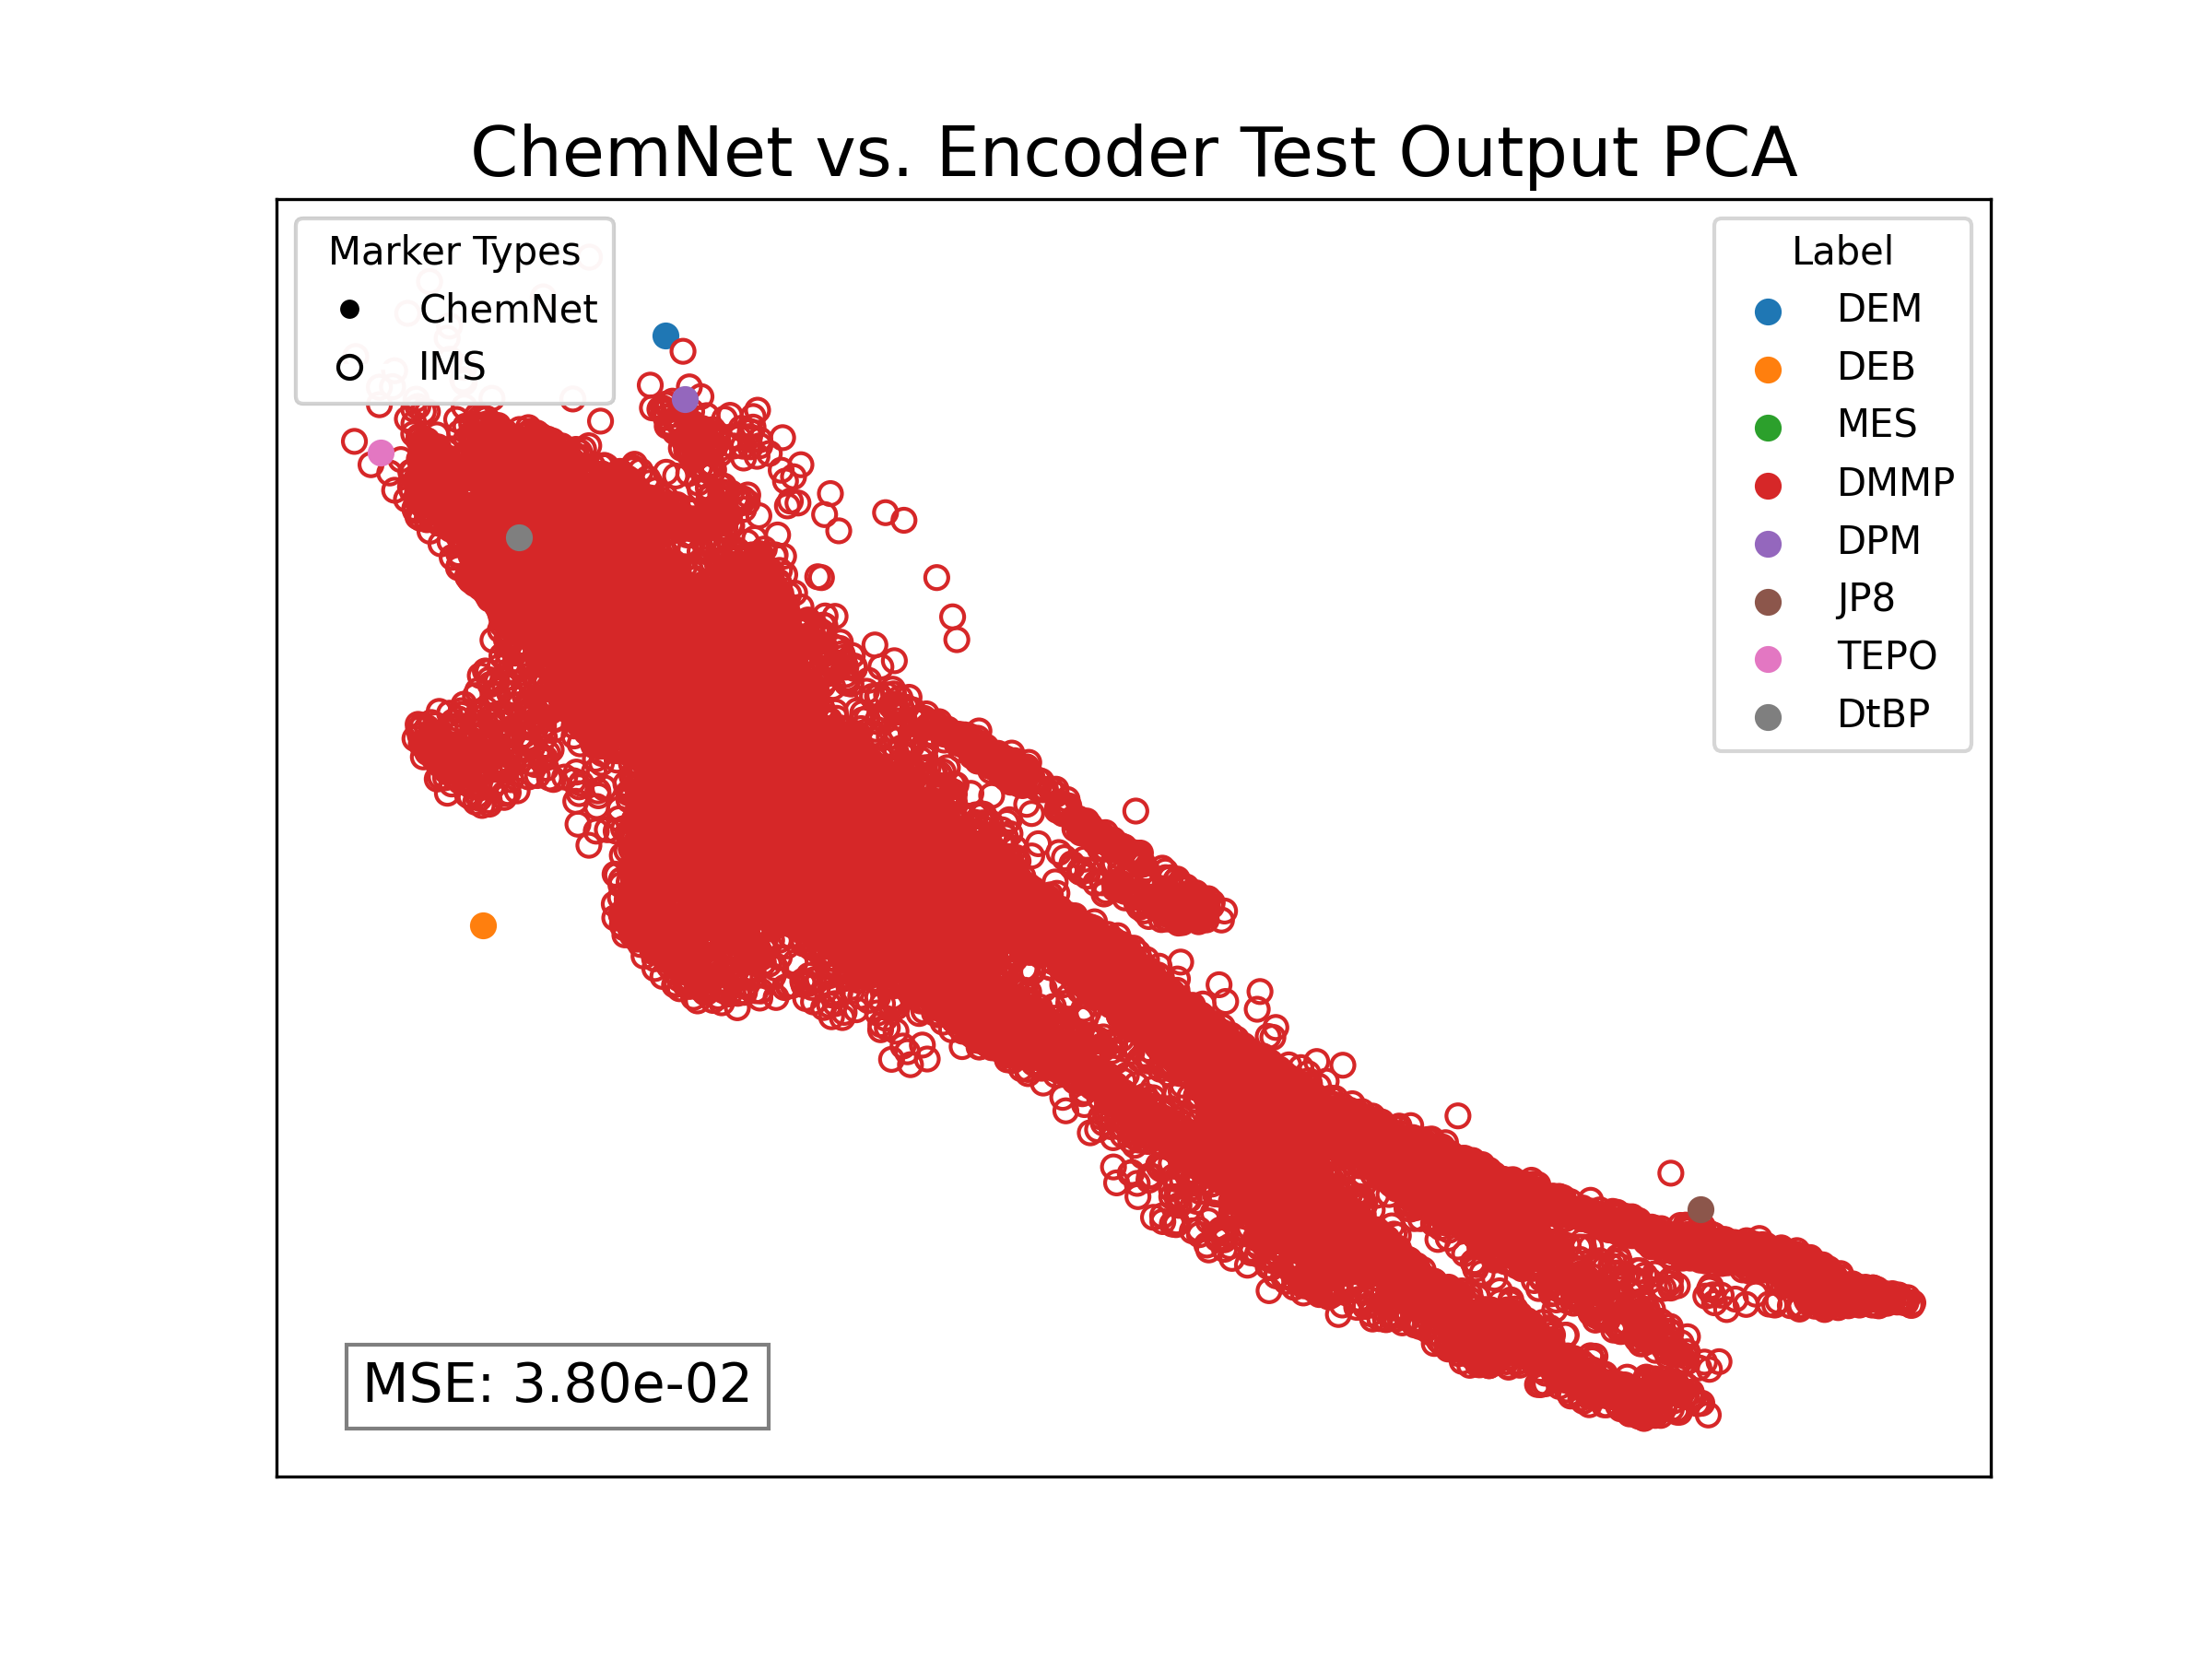 ChemNet vs. Encoder Test Output PCA
Marker Types
ChemNet
IMS
Label
DEM
DEB
MES
DMMP
DPM
JP8
TEPO
DtBP
MSE: 3.80e-02